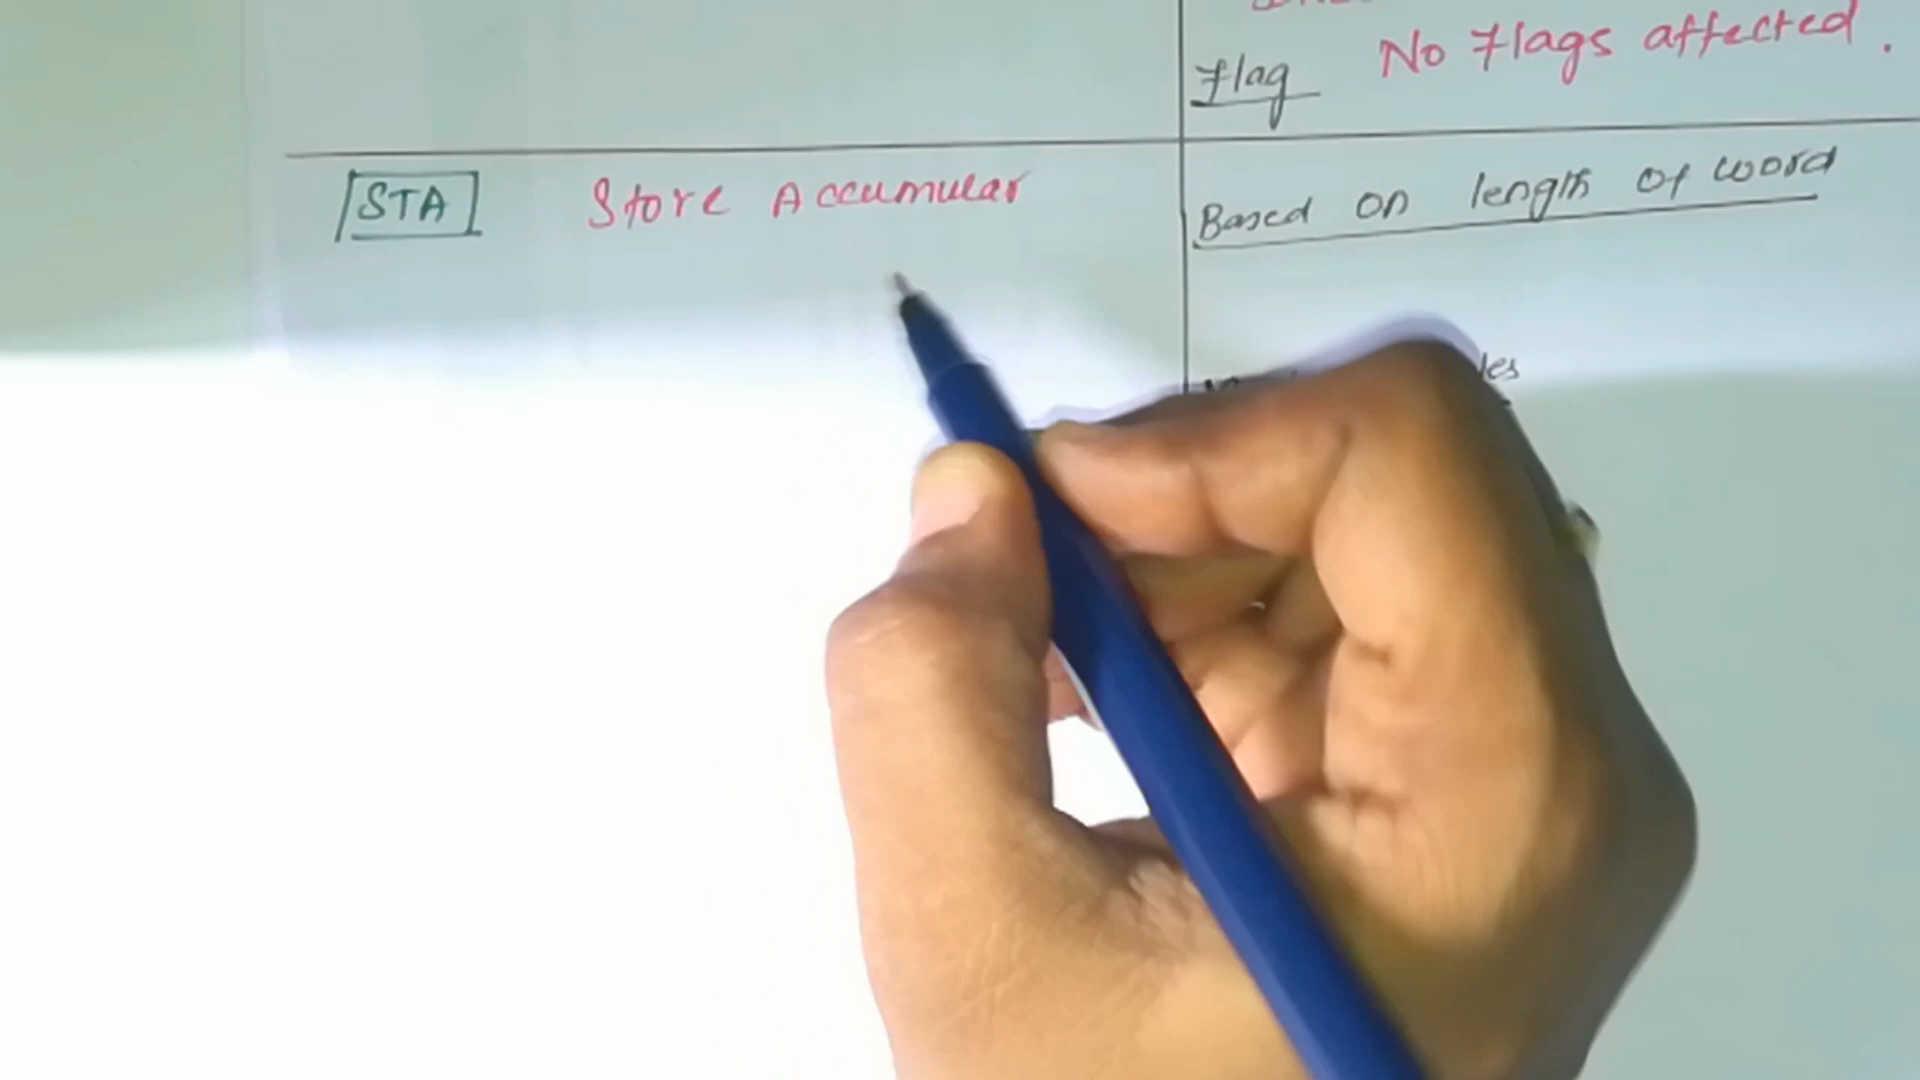 Flag No Flags affected.
STA Store Accumular
Based on length of word